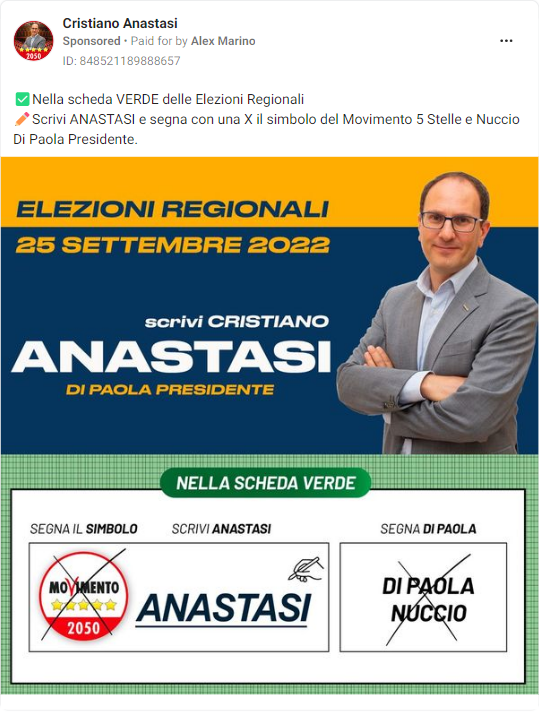 Cristiano Anastasi
Sponsored • Paid for by Alex Marino
ID: 848521189888657
✅Nella scheda VERDE delle Elezioni Regionali
✏️Scrivi ANASTASI e segna con una X il simbolo del Movimento 5 Stelle e Nuccio
Di Paola Presidente.
ELEZIONI REGIONALI
25 SETTEMBRE 2022
scrivi CRISTIANO
ANASTASI
DI PAOLA PRESIDENTE
NELLA SCHEDA VERDE
SEGNA IL SIMBOLO
SCRIVI ANASTASI
SEGNA DI PAOLA
MOVIMENTO
2050
ANASTASI
DI PAOLA
NUCCIO